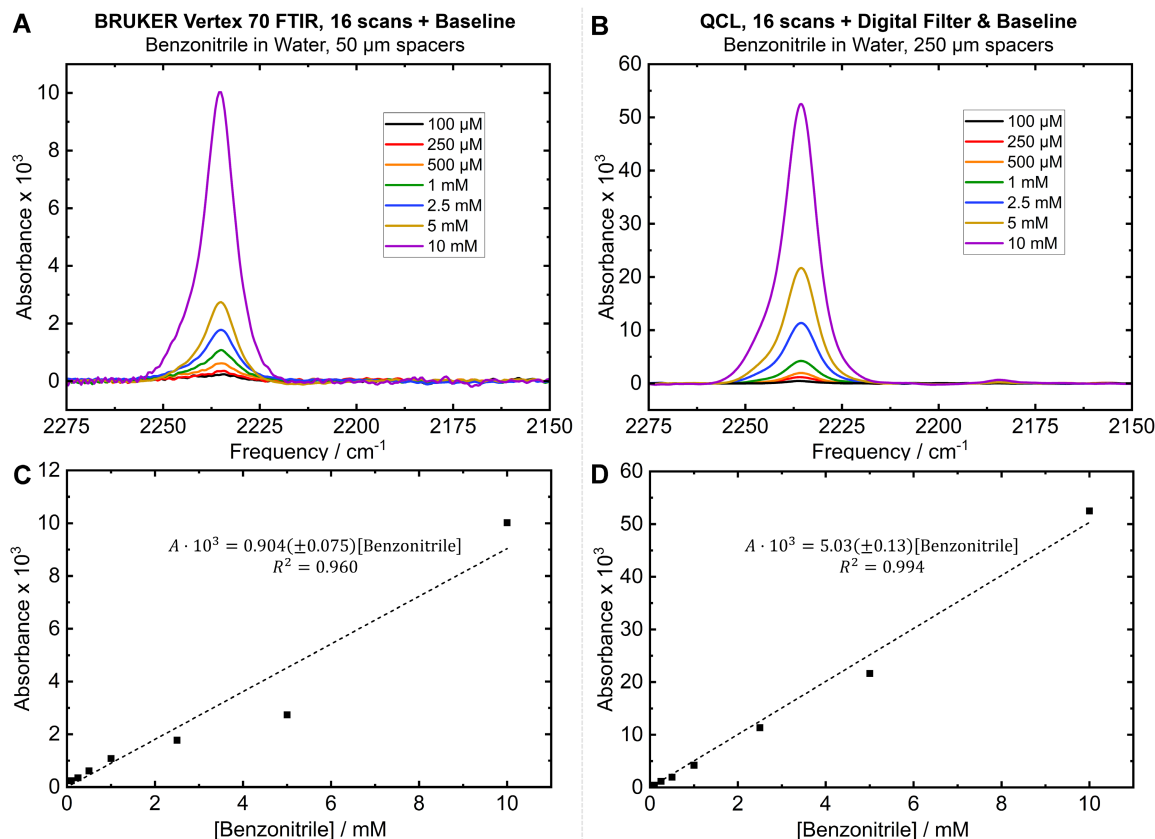 A
BRUKER Vertex 70 FTIR, 16 scans + Baseline
Benzonitrile in Water, 50 µm spacers
Absorbance x 10³
10
8
6
4
2
0
100 µM
250 µM
500 µM
1 mM
2.5 mM
5 mM
10 mM
2275 2250 2225 2200 2175 2150
Frequency / cm⁻¹
B
QCL, 16 scans + Digital Filter & Baseline
Benzonitrile in Water, 250 µm spacers
Absorbance x 10³
60
50
40
30
20
10
0
100 µM
250 µM
500 µM
1 mM
2.5 mM
5 mM
10 mM
2275 2250 2225 2200 2175 2150
Frequency / cm⁻¹
C
Absorbance x 10³
12
10
8
6
4
2
0
A · 10³ = 0.904(±0.075)[Benzonitrile]
R² = 0.960
0 2 4 6 8 10
[Benzonitrile] / mM
D
Absorbance x 10³
60
50
40
30
20
10
0
A · 10³ = 5.03(±0.13)[Benzonitrile]
R² = 0.994
0 2 4 6 8 10
[Benzonitrile] / mM